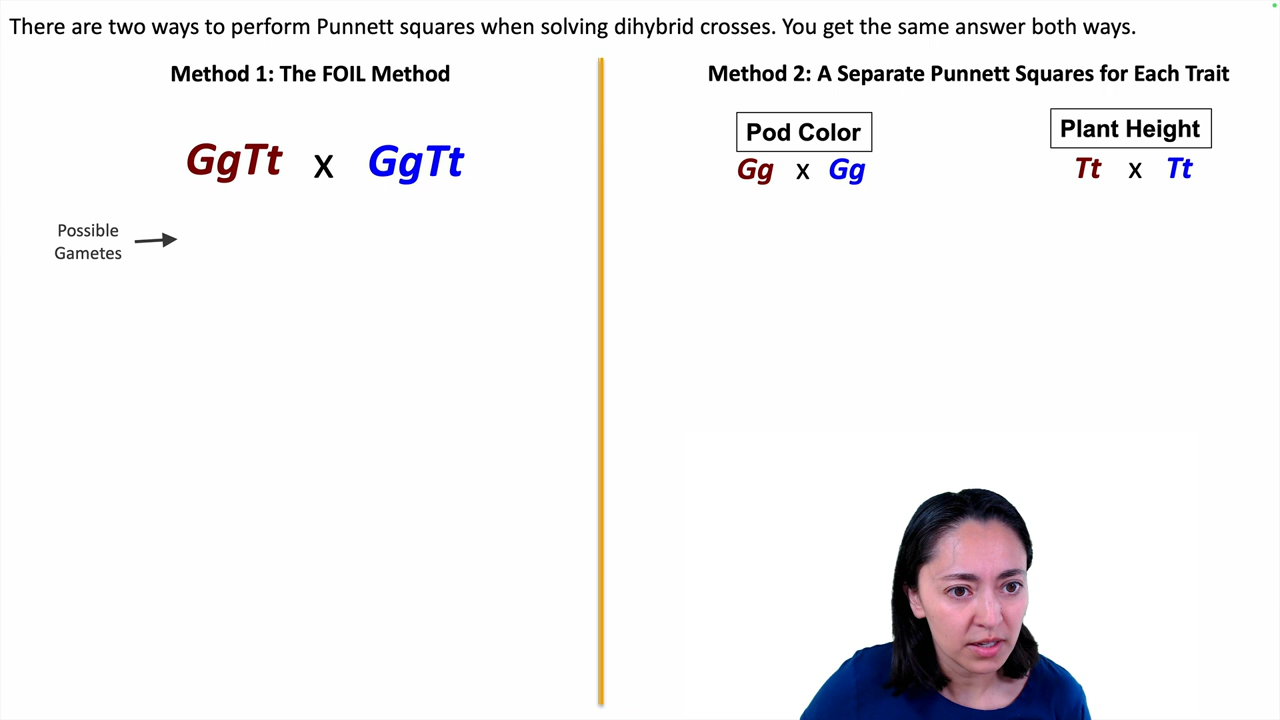 There are two ways to perform Punnett squares when solving dihybrid crosses. You get the same answer both ways.
Method 1: The FOIL Method
GgTt x GgTt
Possible
Gametes
Method 2: A Separate Punnett Squares for Each Trait
Pod Color
Gg x Gg
Plant Height
Tt x Tt